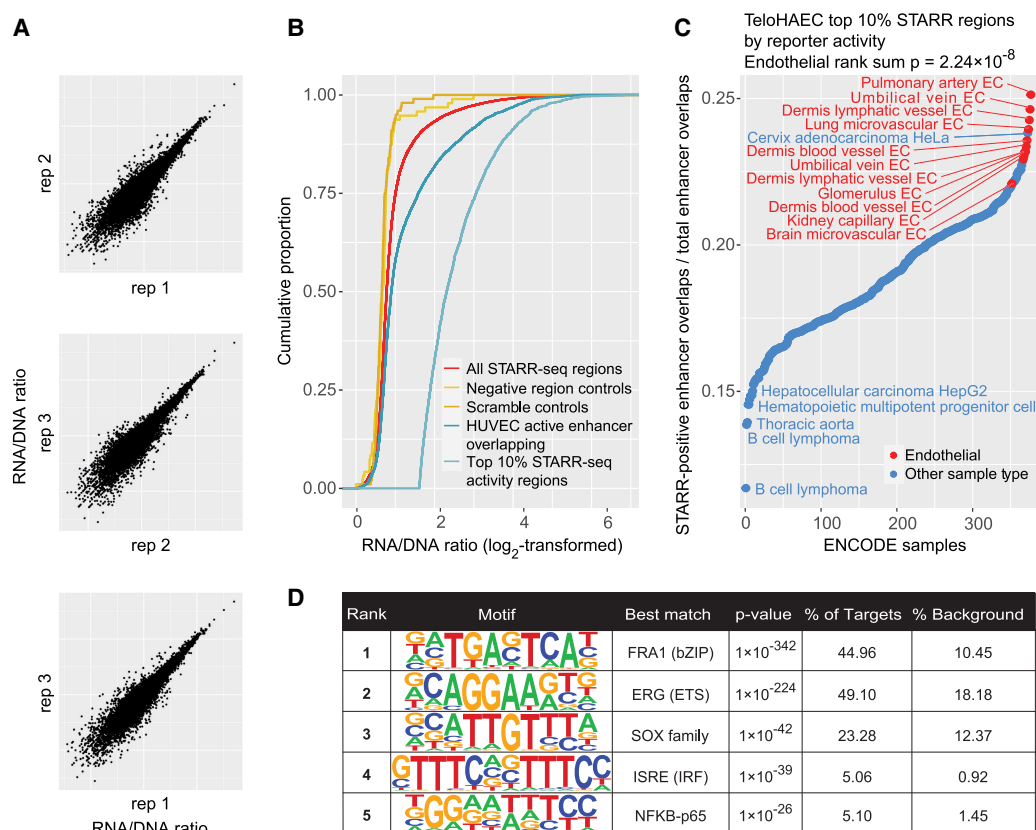 A
rep 2
rep 1
rep 3
rep 2
RNA/DNA ratio
rep 3
rep 1
RNA/DNA ratio
B
Cumulative proportion
1.00
0.75
0.50
0.25
0.00
All STARR-seq regions
Negative region controls
Scramble controls
HUVEC active enhancer
overlapping
Top 10% STARR-seq
activity regions
0 2 4 6
RNA/DNA ratio (log2-transformed)
C
TeloHAEC top 10% STARR regions
by reporter activity
Endothelial rank sum p = 2.24×10-8
STARR-positive enhancer overlaps / total enhancer overlaps
0.25
0.20
0.15
Pulmonary artery EC
Umbilical vein EC
Dermis lymphatic vessel EC
Lung microvascular EC
Cervix adenocarcinoma HeLa
Dermis blood vessel EC
Umbilical vein EC
Dermis lymphatic vessel EC
Glomerulus EC
Dermis blood vessel EC
Kidney capillary EC
Brain microvascular EC
Hepatocellular carcinoma HepG2
Hematopoietic multipotent progenitor cell
Thoracic aorta
B cell lymphoma
Endothelial
Other sample type
B cell lymphoma
0 100 200 300
ENCODE samples
D
Rank Motif Best match p-value % of Targets % Background
1 FRA1 (bZIP) 1×10-342 44.96 10.45
2 ERG (ETS) 1×10-224 49.10 18.18
3 SOX family 1×10-42 23.28 12.37
4 ISRE (IRF) 1×10-39 5.06 0.92
5 NFKB-p65 1×10-26 5.10 1.45